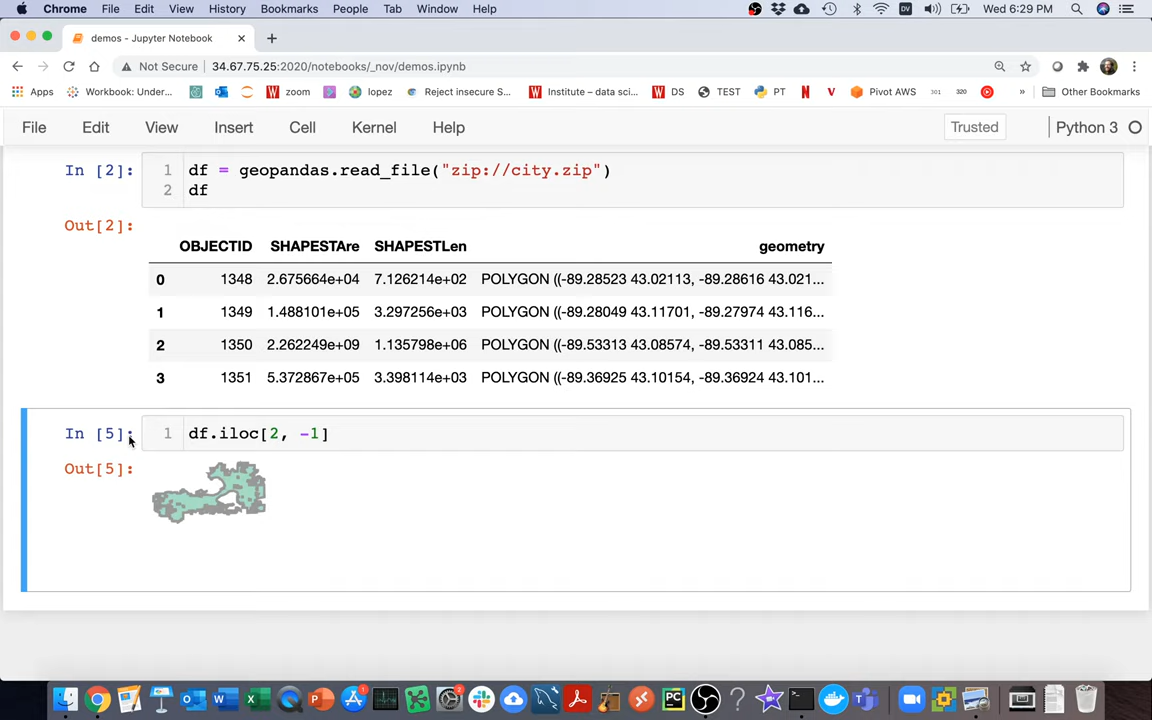 Chrome File Edit View History Bookmarks People Tab Window Help Wed 6:29 PM
demos - Jupyter Notebook
Not Secure 34.67.75.25:2020/notebooks/_nov/demos.ipynb
Apps Workbook: Under... zoom lopez Reject insecure S... Institute – data sci... DS TEST PT Pivot AWS 301 320 » Other Bookmarks
File Edit View Insert Cell Kernel Help Trusted Python 3
In [2]: 1 df = geopandas.read_file("zip://city.zip")
2 df
Out[2]:
OBJECTID SHAPESTAre SHAPESTLen geometry
0 1348 2.675664e+04 7.126214e+02 POLYGON ((-89.28523 43.02113, -89.28616 43.021...
1 1349 1.488101e+05 3.297256e+03 POLYGON ((-89.28049 43.11701, -89.27974 43.116...
2 1350 2.262249e+09 1.135798e+06 POLYGON ((-89.53313 43.08574, -89.53311 43.085...
3 1351 5.372867e+05 3.398114e+03 POLYGON ((-89.36925 43.10154, -89.36924 43.101...
In [5]: 1 df.iloc[2, -1]
Out[5]: